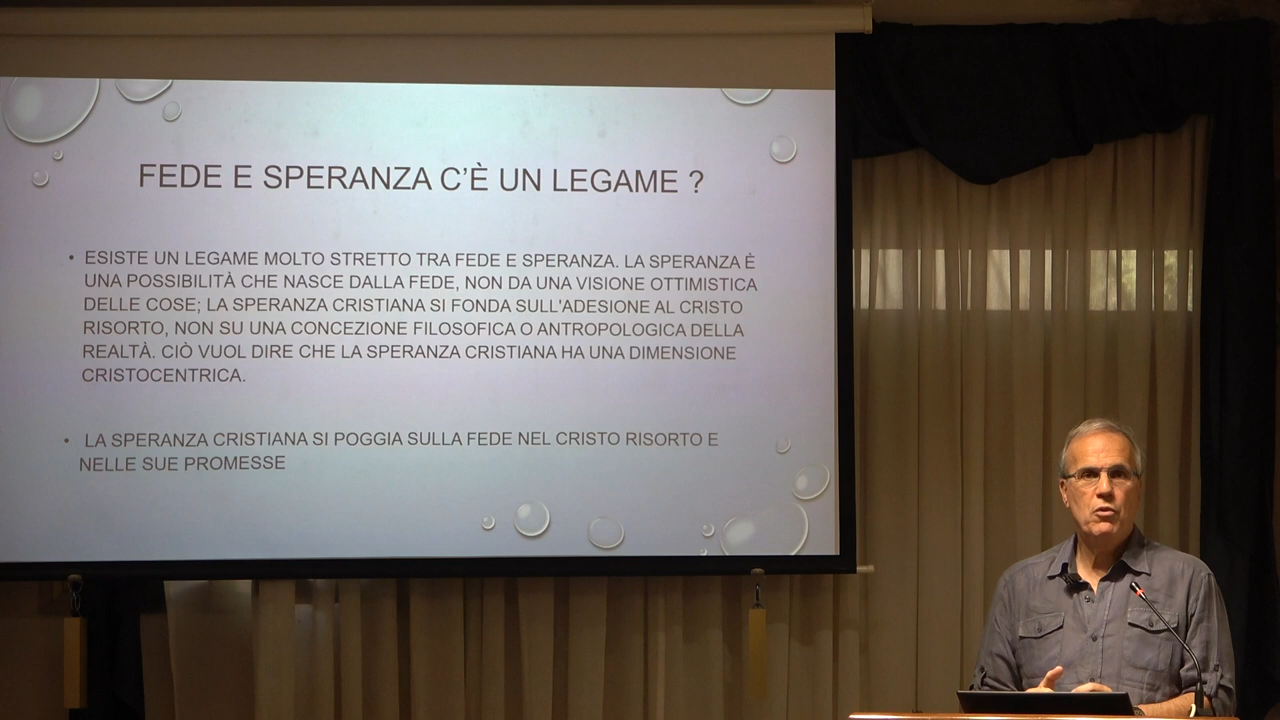 FEDE E SPERANZA C'È UN LEGAME ?
• ESISTE UN LEGAME MOLTO STRETTO TRA FEDE E SPERANZA. LA SPERANZA È
UNA POSSIBILITÀ CHE NASCE DALLA FEDE, NON DA UNA VISIONE OTTIMISTICA
DELLE COSE; LA SPERANZA CRISTIANA SI FONDA SULL'ADESIONE AL CRISTO
RISORTO, NON SU UNA CONCEZIONE FILOSOFICA O ANTROPOLOGICA DELLA
REALTÀ. CIÒ VUOL DIRE CHE LA SPERANZA CRISTIANA HA UNA DIMENSIONE
CRISTOCENTRICA.
• LA SPERANZA CRISTIANA SI POGGIA SULLA FEDE NEL CRISTO RISORTO E
NELLE SUE PROMESSE